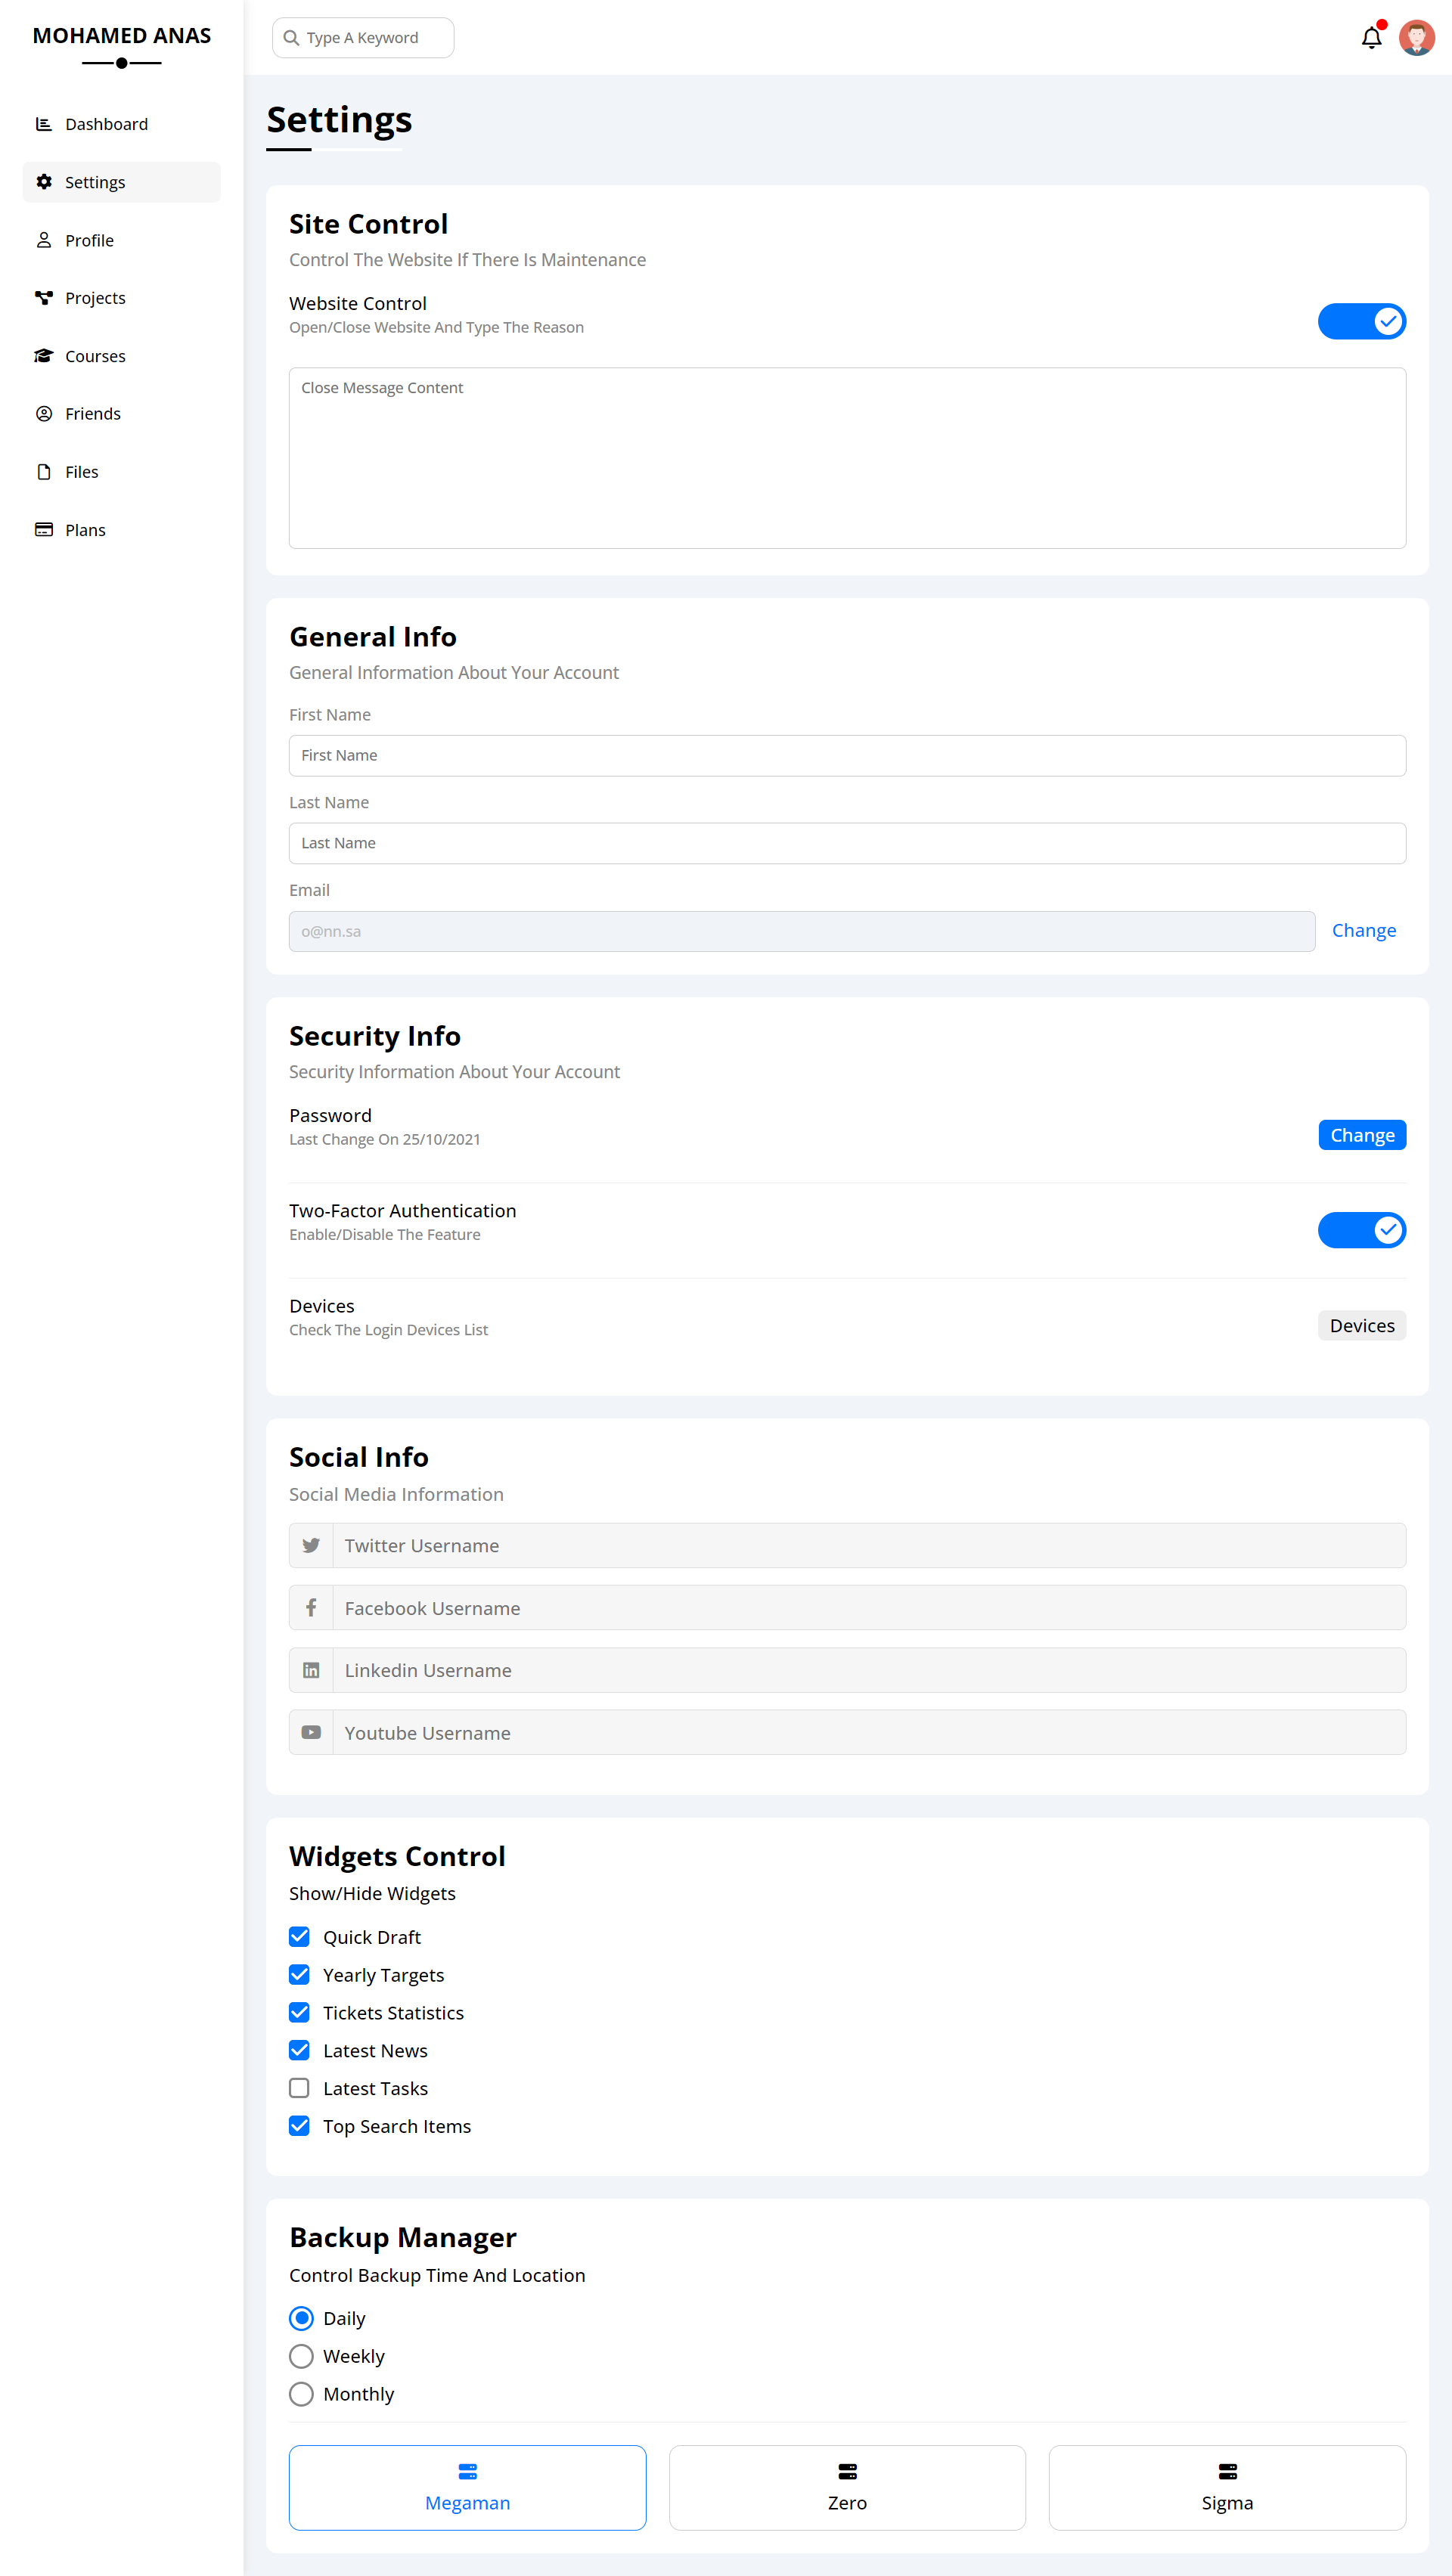 MOHAMED ANAS
Type A Keyword
Dashboard
Settings
Profile
Projects
Courses
Friends
Files
Plans
Settings
Site Control
Control The Website If There Is Maintenance
Website Control
Open/Close Website And Type The Reason
Close Message Content
General Info
General Information About Your Account
First Name
First Name
Last Name
Last Name
Email
o@nn.sa
Change
Security Info
Security Information About Your Account
Password
Last Change On 25/10/2021
Change
Two-Factor Authentication
Enable/Disable The Feature
Devices
Check The Login Devices List
Devices
Social Info
Social Media Information
Twitter Username
Facebook Username
Linkedin Username
Youtube Username
Widgets Control
Show/Hide Widgets
Quick Draft
Yearly Targets
Tickets Statistics
Latest News
Latest Tasks
Top Search Items
Backup Manager
Control Backup Time And Location
Daily
Weekly
Monthly
Megaman
Zero
Sigma